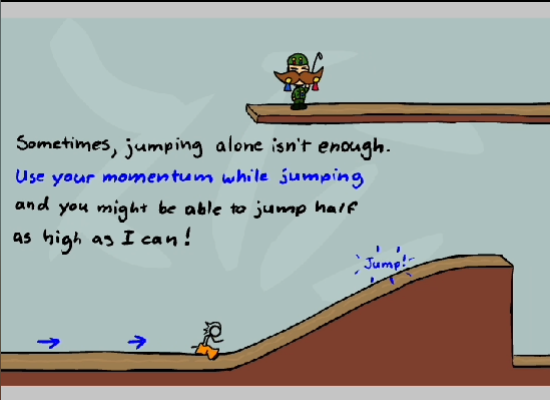 Sometimes, jumping alone isn't enough.
Use your momentum while jumping
and you might be able to jump half
as high as I can!
Jump!